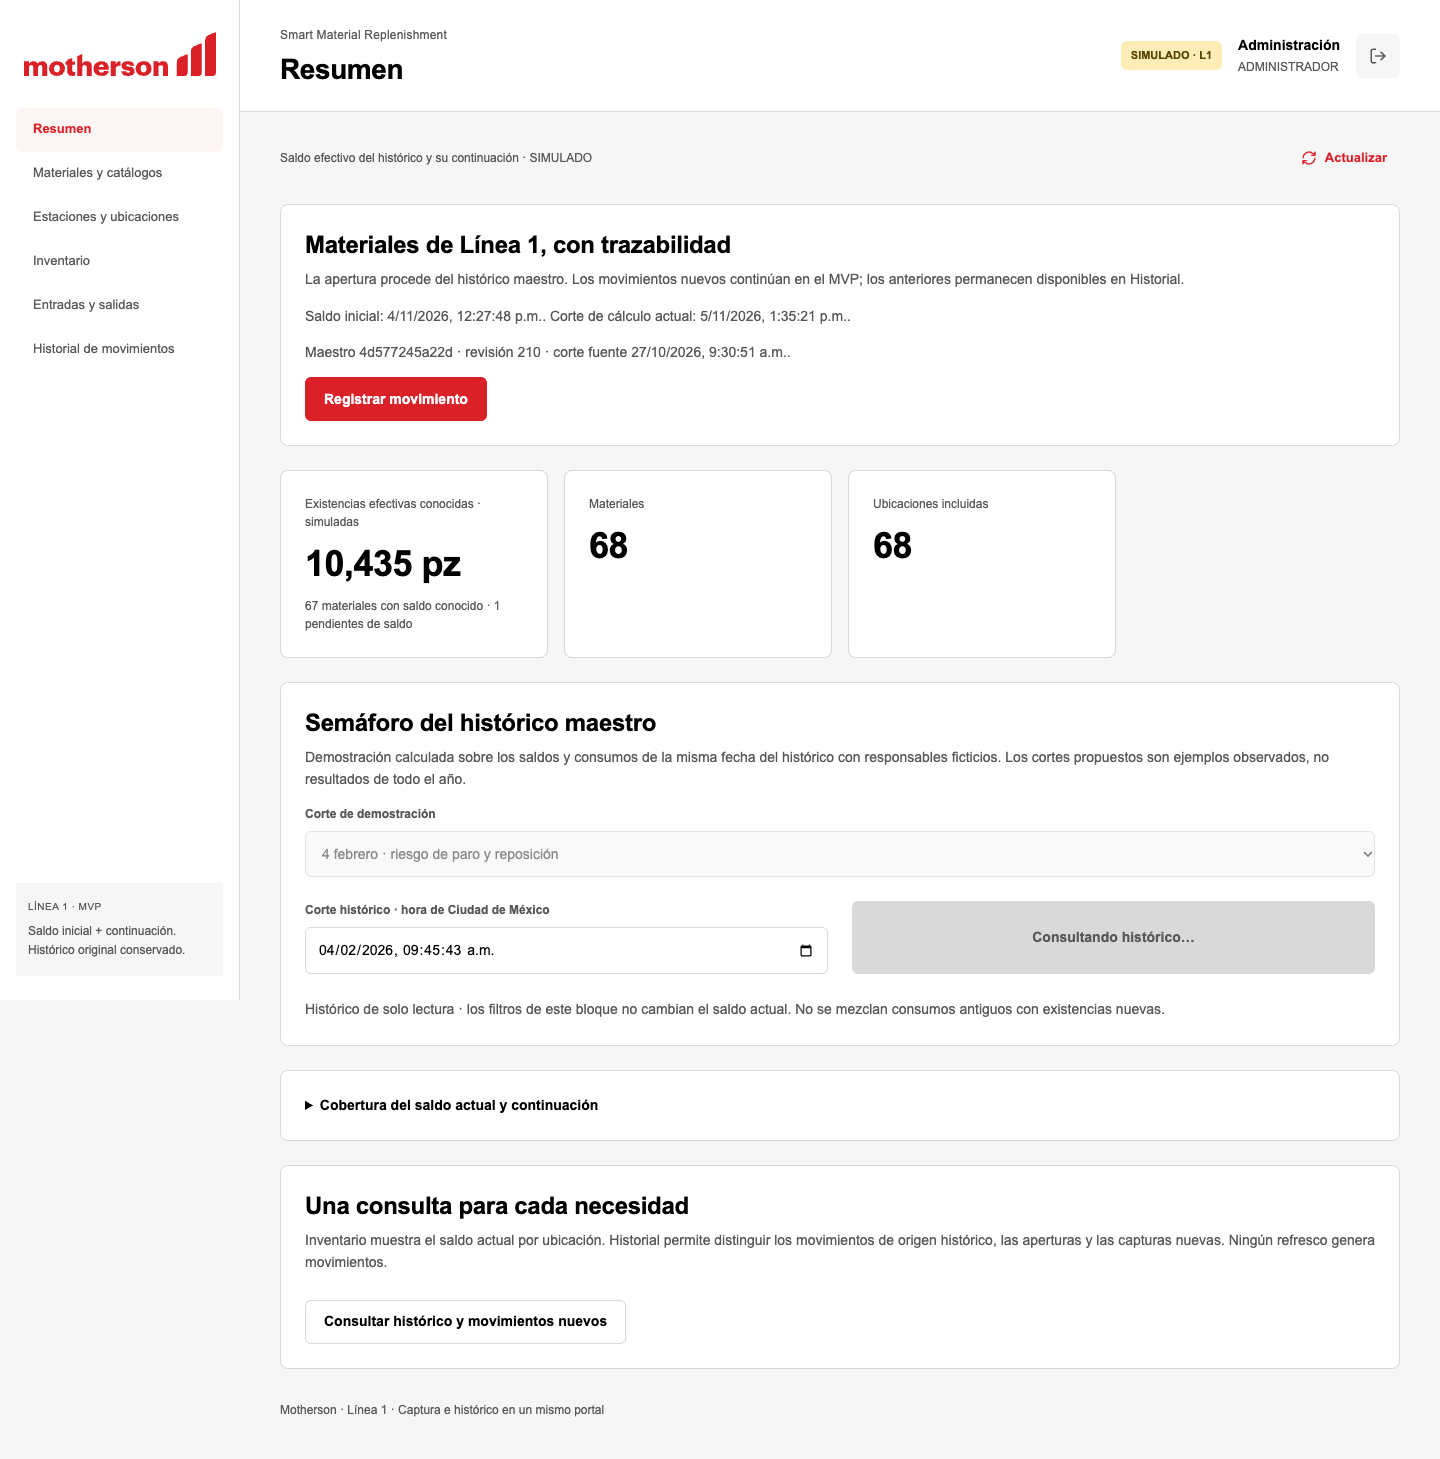 motherson
Resumen
Materiales y catálogos
Estaciones y ubicaciones
Inventario
Entradas y salidas
Historial de movimientos
LÍNEA 1 · MVP
Saldo inicial + continuación.
Histórico original conservado.
Smart Material Replenishment
Resumen
SIMULADO · L1
Administración
ADMINISTRADOR
Saldo efectivo del histórico y su continuación · SIMULADO
Actualizar
Materiales de Línea 1, con trazabilidad
La apertura procede del histórico maestro. Los movimientos nuevos continúan en el MVP; los anteriores permanecen disponibles en Historial.
Saldo inicial: 4/11/2026, 12:27:48 p.m.. Corte de cálculo actual: 5/11/2026, 1:35:21 p.m..
Maestro 4d577245a22d · revisión 210 · corte fuente 27/10/2026, 9:30:51 a.m..
Registrar movimiento
Existencias efectivas conocidas ·
simuladas
10,435 pz
67 materiales con saldo conocido · 1
pendientes de saldo
Materiales
68
Ubicaciones incluidas
68
Semáforo del histórico maestro
Demostración calculada sobre los saldos y consumos de la misma fecha del histórico con responsables ficticios. Los cortes propuestos son ejemplos observados, no
resultados de todo el año.
Corte de demostración
4 febrero · riesgo de paro y reposición
Corte histórico · hora de Ciudad de México
04/02/2026, 09:45:43 a.m.
Consultando histórico…
Histórico de solo lectura · los filtros de este bloque no cambian el saldo actual. No se mezclan consumos antiguos con existencias nuevas.
Cobertura del saldo actual y continuación
Una consulta para cada necesidad
Inventario muestra el saldo actual por ubicación. Historial permite distinguir los movimientos de origen histórico, las aperturas y las capturas nuevas. Ningún refresco genera
movimientos.
Consultar histórico y movimientos nuevos
Motherson · Línea 1 · Captura e histórico en un mismo portal